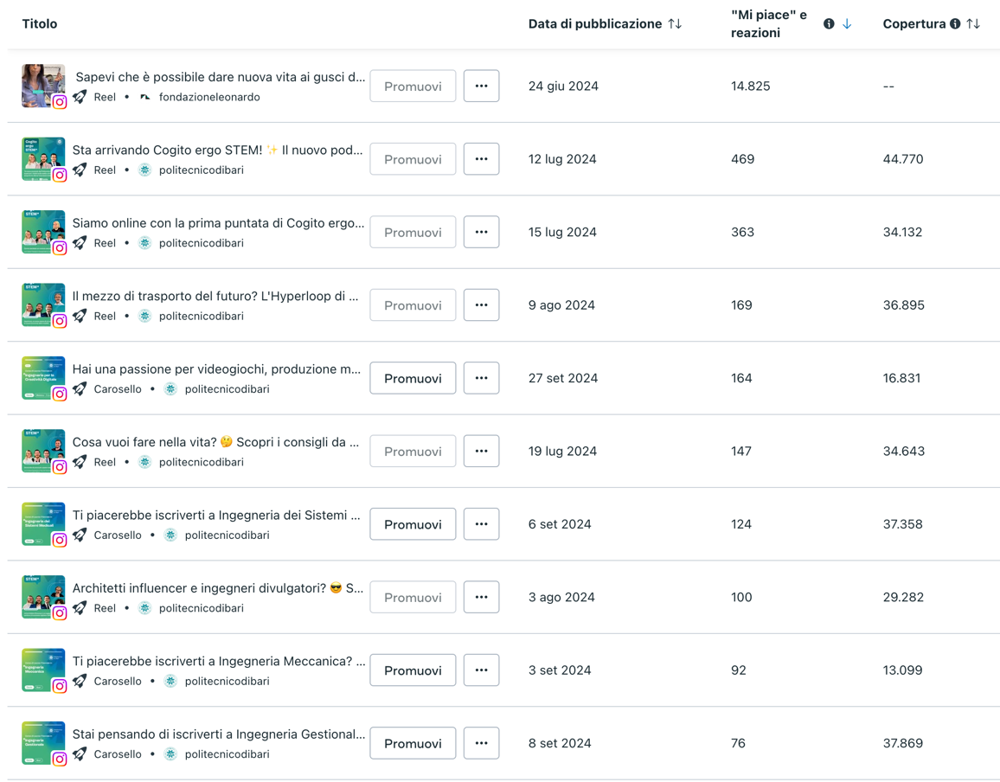 Titolo
Data di pubblicazione
"Mi piace" e
reazioni
Copertura
Sapevi che è possibile dare nuova vita ai gusci d...
Promuovi
24 giu 2024
14.825
--
Reel • fondazioneleonardo
Sta arrivando Cogito ergo STEM! ✨ Il nuovo pod...
Promuovi
12 lug 2024
469
44.770
Reel • politecnicodibari
Siamo online con la prima puntata di Cogito ergo...
Promuovi
15 lug 2024
363
34.132
Reel • politecnicodibari
Il mezzo di trasporto del futuro? L'Hyperloop di ...
Promuovi
9 ago 2024
169
36.895
Reel • politecnicodibari
Hai una passione per videogiochi, produzione m...
Promuovi
27 set 2024
164
16.831
Carosello • politecnicodibari
Cosa vuoi fare nella vita? 🤔 Scopri i consigli da ...
Promuovi
19 lug 2024
147
34.643
Reel • politecnicodibari
Ti piacerebbe iscriverti a Ingegneria dei Sistemi ...
Promuovi
6 set 2024
124
37.358
Carosello • politecnicodibari
Architetti influencer e ingegneri divulgatori? 😎 S...
Promuovi
3 ago 2024
100
29.282
Reel • politecnicodibari
Ti piacerebbe iscriverti a Ingegneria Meccanica? ...
Promuovi
3 set 2024
92
13.099
Carosello • politecnicodibari
Stai pensando di iscriverti a Ingegneria Gestional...
Promuovi
8 set 2024
76
37.869
Carosello • politecnicodibari